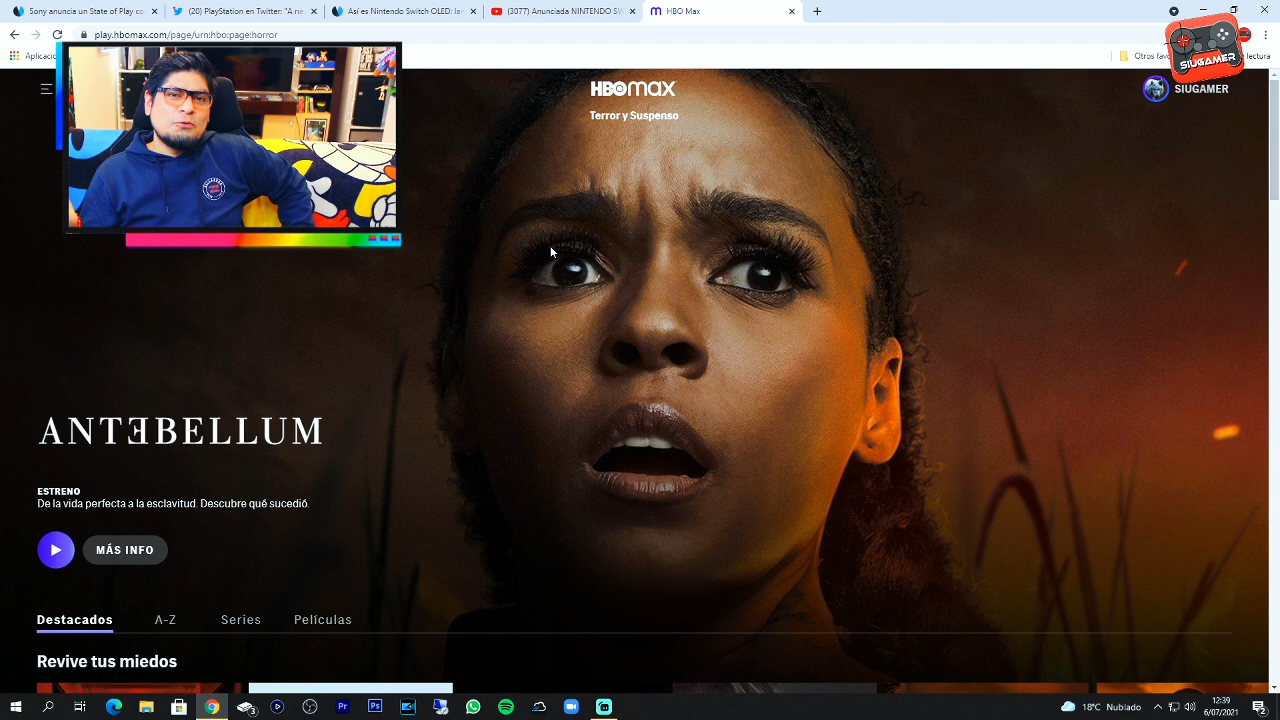 Sony anuncia un State of Play co
(20) PlayStation en Twitter: "A ne
Así es Nintendo Switch OLED: la
(3077) Anunciada NINTENDO SW
HBO Max
play.hbomax.com/page/urn:hbo:page:horror
Aplicacio
Otros fav
lectura
SIUGAMER
HBOmax
SIUGAMER
Terror y Suspenso
ANTEBELLUM
ESTRENO
De la vida perfecta a la esclavitud. Descubre qué sucedió.
MÁS INFO
Destacados A-Z Series Películas
Revive tus miedos
18°C Nublado
12:39
6/07/2021